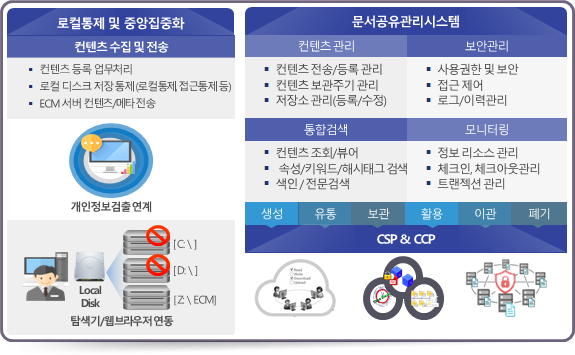 로컬통제 및 중앙집중화
컨텐츠 수집 및 전송
▪ 컨텐츠 등록 업무처리
▪ 로컬 디스크 저장 통제(로컬통제 접근통제 등)
▪ ECM 서버 컨텐츠/메타 전송
개인정보검출 연계
[C: \ ]
[D: \ ]
[Z: \ ECM]
Local
Disk
탐색기/웹브라우저 연동
문서공유관리시스템
컨텐츠 관리
▪ 컨텐츠 전송/등록 관리
▪ 컨텐츠 보관주기 관리
▪ 저장소 관리(등록/수정)
보안관리
▪ 사용권한 및 보안
▪ 접근 제어
▪ 로그/이력관리
통합검색
▪ 컨텐츠 조회/뷰어
▪ 속성/키워드/해시태그 검색
▪ 색인 / 전문검색
모니터링
▪ 정보 리소스 관리
▪ 체크인, 체크아웃관리
▪ 트랜젝션 관리
생성 유통 보관 활용 이관 폐기
CSP & CCP
Read
Write
Download